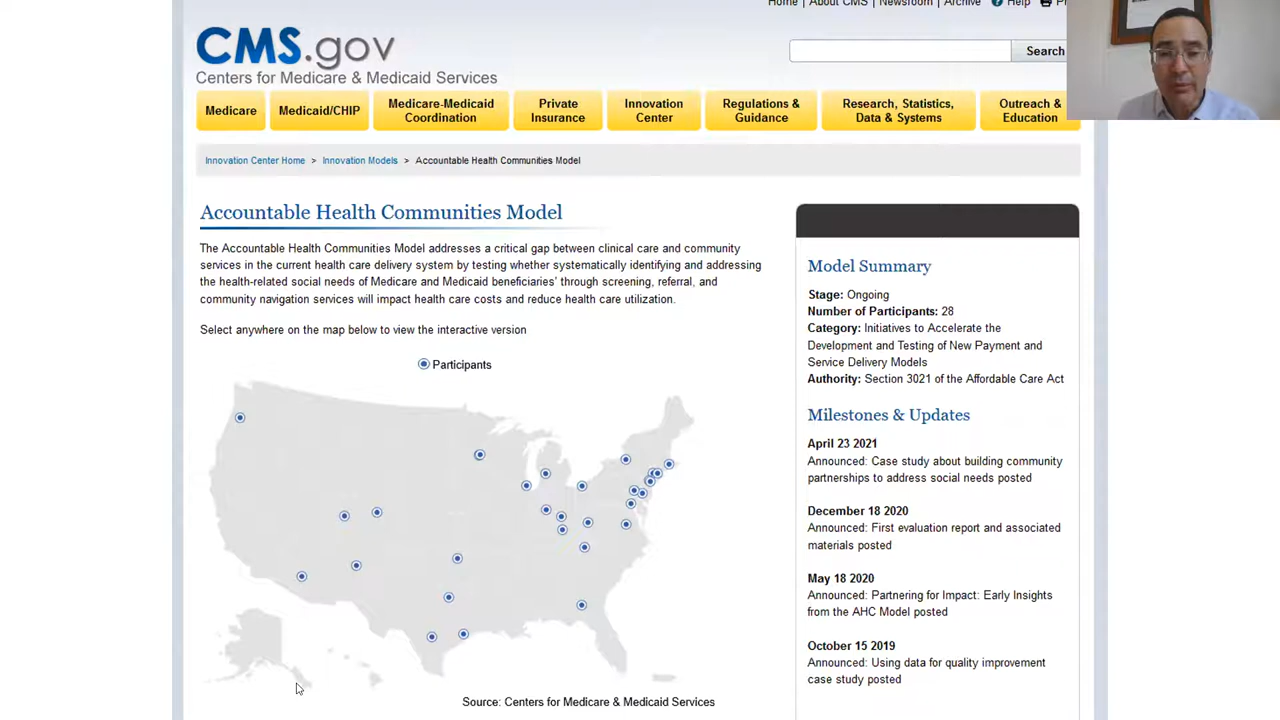 Home | About CMS | Newsroom | Archive | Help
CMS.gov
Centers for Medicare & Medicaid Services
Search
Medicare
Medicaid/CHIP
Medicare-Medicaid
Coordination
Private
Insurance
Innovation
Center
Regulations &
Guidance
Research, Statistics,
Data & Systems
Outreach &
Education
Innovation Center Home > Innovation Models > Accountable Health Communities Model
Accountable Health Communities Model
The Accountable Health Communities Model addresses a critical gap between clinical care and community
services in the current health care delivery system by testing whether systematically identifying and addressing
the health-related social needs of Medicare and Medicaid beneficiaries' through screening, referral, and
community navigation services will impact health care costs and reduce health care utilization.
Select anywhere on the map below to view the interactive version
Participants
Source: Centers for Medicare & Medicaid Services
Model Summary
Stage: Ongoing
Number of Participants: 28
Category: Initiatives to Accelerate the
Development and Testing of New Payment and
Service Delivery Models
Authority: Section 3021 of the Affordable Care Act
Milestones & Updates
April 23 2021
Announced: Case study about building community
partnerships to address social needs posted
December 18 2020
Announced: First evaluation report and associated
materials posted
May 18 2020
Announced: Partnering for Impact: Early Insights
from the AHC Model posted
October 15 2019
Announced: Using data for quality improvement
case study posted